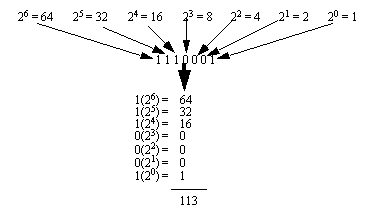 2⁶ = 64 2⁵ = 32 2⁴ = 16 2³ = 8 2² = 4 2¹ = 2 2⁰ = 1
1 1 1 0 0 0 1
1(2⁶) = 64
1(2⁵) = 32
1(2⁴) = 16
0(2³) = 0
0(2²) = 0
0(2¹) = 0
1(2⁰) = 1
113